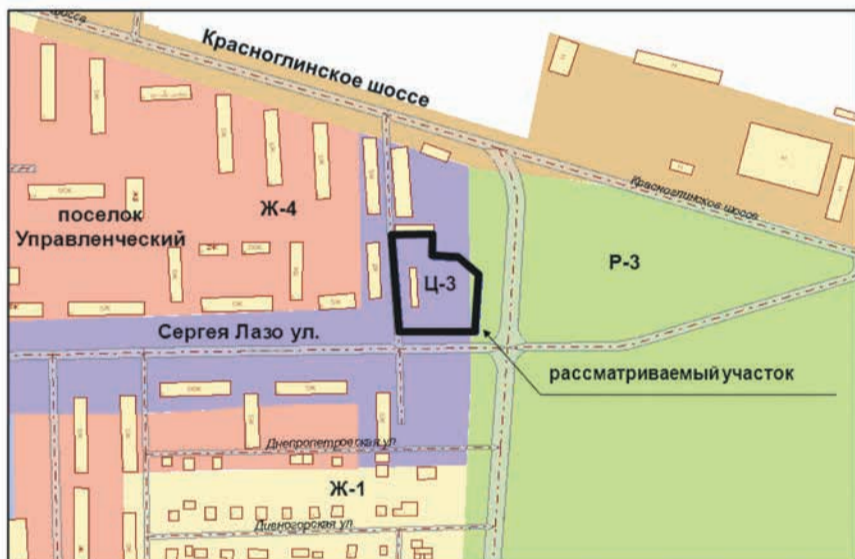 шоссе
Красноглинское шоссе
Красноглинское шоссе
Ж-4
поселок
Управленческий
Р-3
Ц-3
Сергея Лазо ул.
рассматриваемый участок
Днепропетровская ул
Ж-1
Дивногорская ул